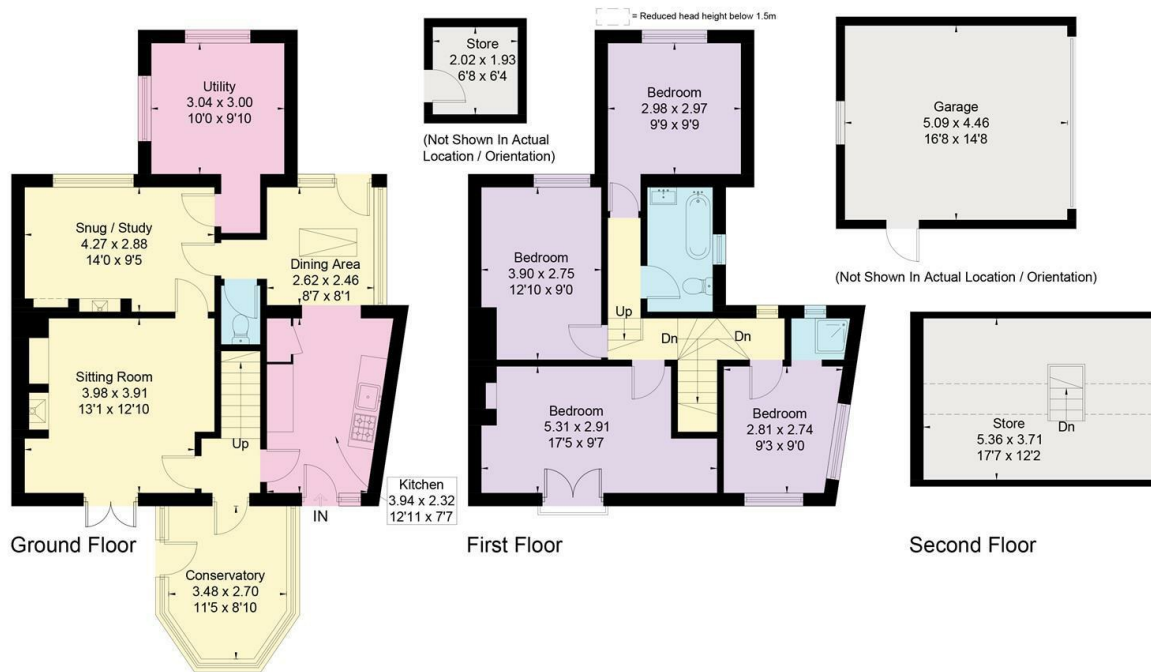 = Reduced head height below 1.5m
Utility
3.04 x 3.00
10'0 x 9'10
Store
2.02 x 1.93
6'8 x 6'4
(Not Shown In Actual
Location / Orientation)
Snug / Study
4.27 x 2.88
14'0 x 9'5
Dining Area
2.62 x 2.46
8'7 x 8'1
Sitting Room
3.98 x 3.91
13'1 x 12'10
Up
Kitchen
3.94 x 2.32
12'11 x 7'7
IN
Conservatory
3.48 x 2.70
11'5 x 8'10
Ground Floor
Bedroom
2.98 x 2.97
9'9 x 9'9
Bedroom
3.90 x 2.75
12'10 x 9'0
Up
Dn
Dn
Bedroom
5.31 x 2.91
17'5 x 9'7
Bedroom
2.81 x 2.74
9'3 x 9'0
First Floor
Garage
5.09 x 4.46
16'8 x 14'8
(Not Shown In Actual Location / Orientation)
Store
5.36 x 3.71
17'7 x 12'2
Dn
Second Floor